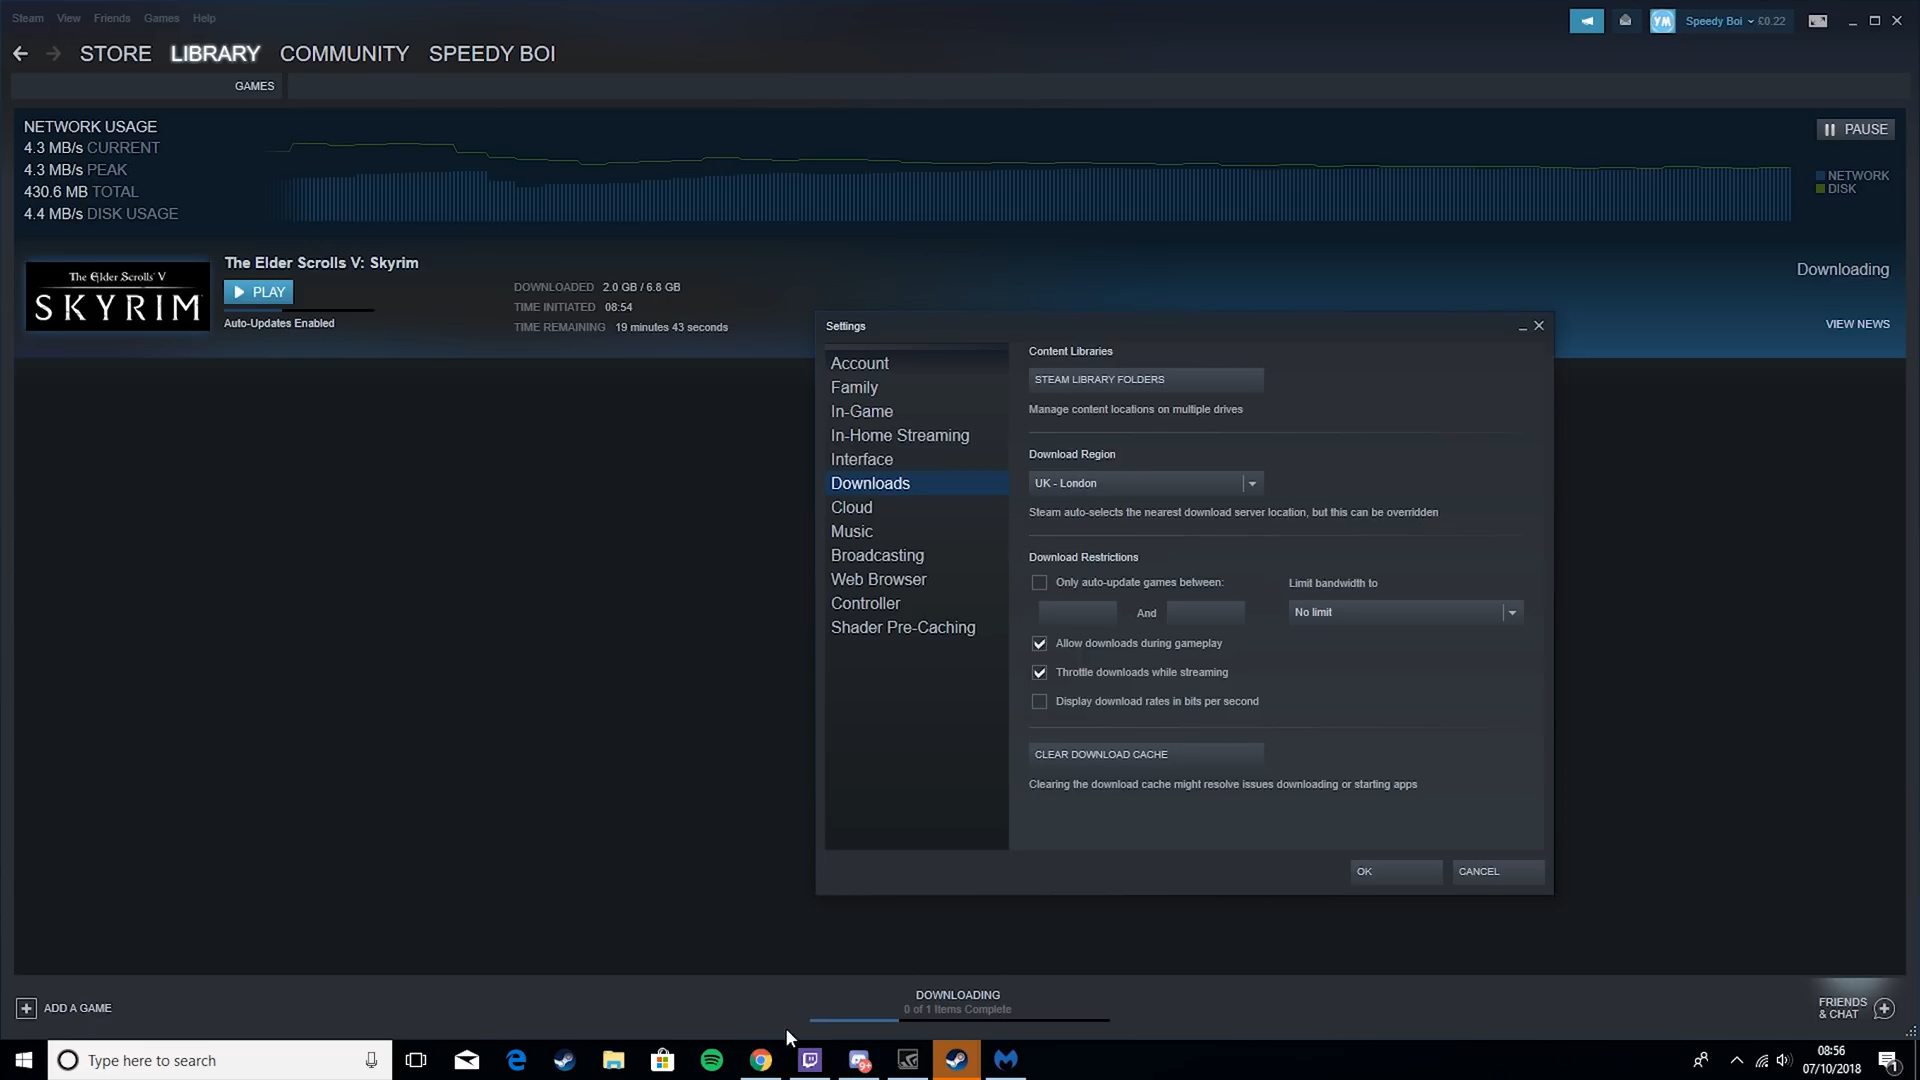 Steam View Friends Games Help
YM Speedy Boi £0.22
STORE LIBRARY COMMUNITY SPEEDY BOI
GAMES
NETWORK USAGE
4.3 MB/s CURRENT
4.3 MB/s PEAK
430.6 MB TOTAL
4.4 MB/s DISK USAGE
PAUSE
NETWORK
DISK
The Elder Scrolls V
SKYRIM
The Elder Scrolls V: Skyrim
PLAY
Auto-Updates Enabled
DOWNLOADED 2.0 GB / 6.8 GB
TIME INITIATED 08:54
TIME REMAINING 19 minutes 43 seconds
Downloading
VIEW NEWS
Settings
Account
Family
In-Game
In-Home Streaming
Interface
Downloads
Cloud
Music
Broadcasting
Web Browser
Controller
Shader Pre-Caching
Content Libraries
STEAM LIBRARY FOLDERS
Manage content locations on multiple drives
Download Region
UK - London
Steam auto-selects the nearest download server location, but this can be overridden
Download Restrictions
Only auto-update games between:
And
Limit bandwidth to
No limit
Allow downloads during gameplay
Throttle downloads while streaming
Display download rates in bits per second
CLEAR DOWNLOAD CACHE
Clearing the download cache might resolve issues downloading or starting apps
OK CANCEL
ADD A GAME
DOWNLOADING
0 of 1 Items Complete
FRIENDS
& CHAT
Type here to search
9+
08:56
07/10/2018
1